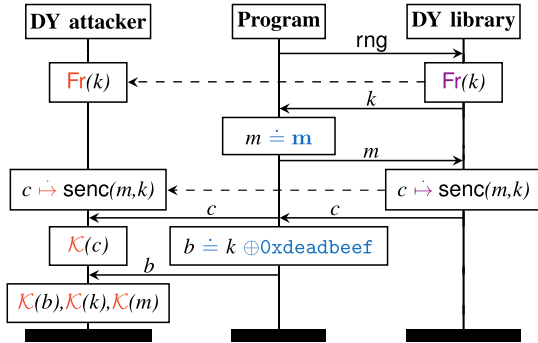 DY attacker Program DY library
rng
Fr(k) Fr(k)
k
m ≐ m
m
c ↦̇ senc(m,k) c ↦̇ senc(m,k)
c c
𝒦(c) b ≐ k ⊕0xdeadbeef
b
𝒦(b),𝒦(k),𝒦(m)